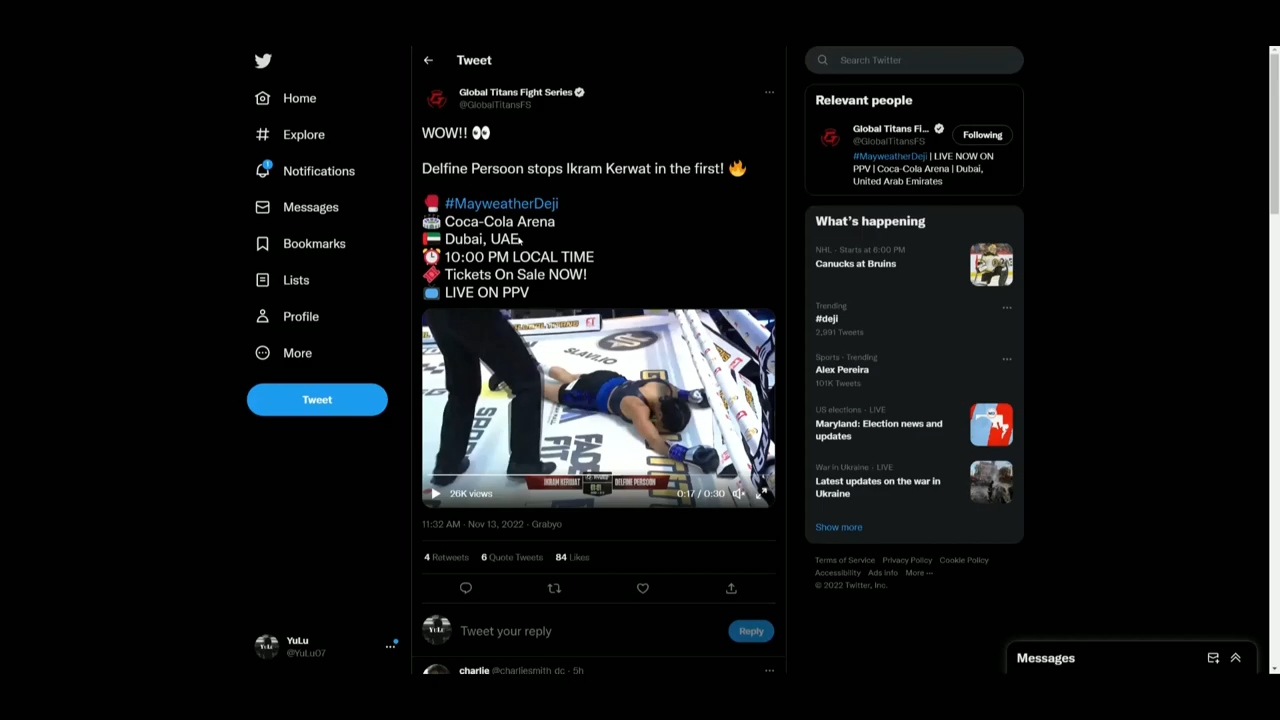 Home
Explore
1
Notifications
Messages
Bookmarks
Lists
Profile
More
Tweet
YuLu
@YuLu07
Tweet
Global Titans Fight Series
@GlobalTitansFS
WOW!! 👀
Delfine Persoon stops Ikram Kerwat in the first! 🔥
🥊 #MayweatherDeji
🏟 Coca-Cola Arena
🇦🇪 Dubai, UAE
⏰ 10:00 PM LOCAL TIME
🎟 Tickets On Sale NOW!
📺 LIVE ON PPV
SLAVIJO
FACE
FIT
IKRAM KERWAT
DELFINE PERSOON
26K views
0:17 / 0:30
11:32 AM · Nov 13, 2022 · Grabyo
4 Retweets 6 Quote Tweets 84 Likes
YuLu
Tweet your reply
Reply
charlie @charliesmith_dc · 5h
Search Twitter
Relevant people
Global Titans Fi...
@GlobalTitansFS
Following
#MayweatherDeji | LIVE NOW ON
PPV | Coca-Cola Arena | Dubai,
United Arab Emirates
What's happening
NHL · Starts at 6:00 PM
Canucks at Bruins
Trending
#deji
2,991 Tweets
Sports · Trending
Alex Pereira
101K Tweets
US elections · LIVE
Maryland: Election news and
updates
War in Ukraine · LIVE
Latest updates on the war in
Ukraine
Show more
Terms of Service Privacy Policy Cookie Policy
Accessibility Ads info More ···
© 2022 Twitter, Inc.
Messages